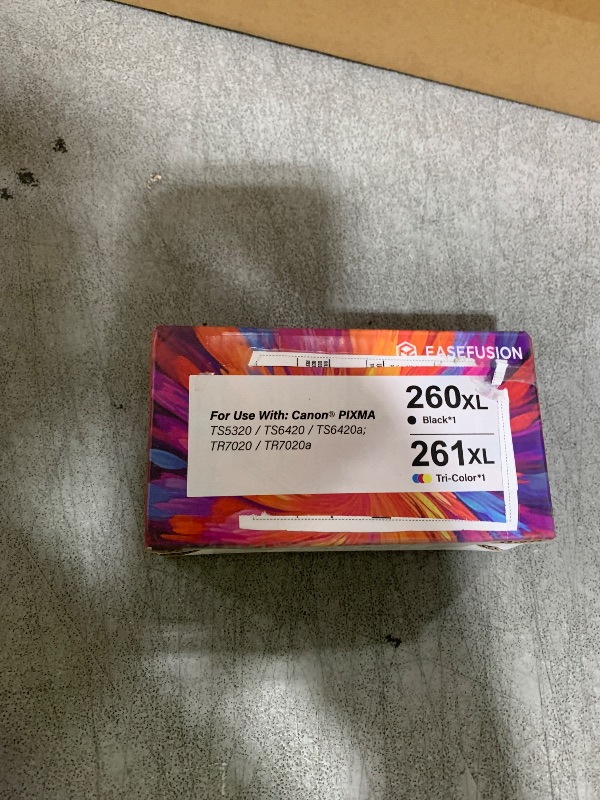 EASEFUSION
For Use With: Canon® PIXMA
TS5320 / TS6420 / TS6420a;
TR7020 / TR7020a
260XL
Black*1
261XL
Tri-Color*1